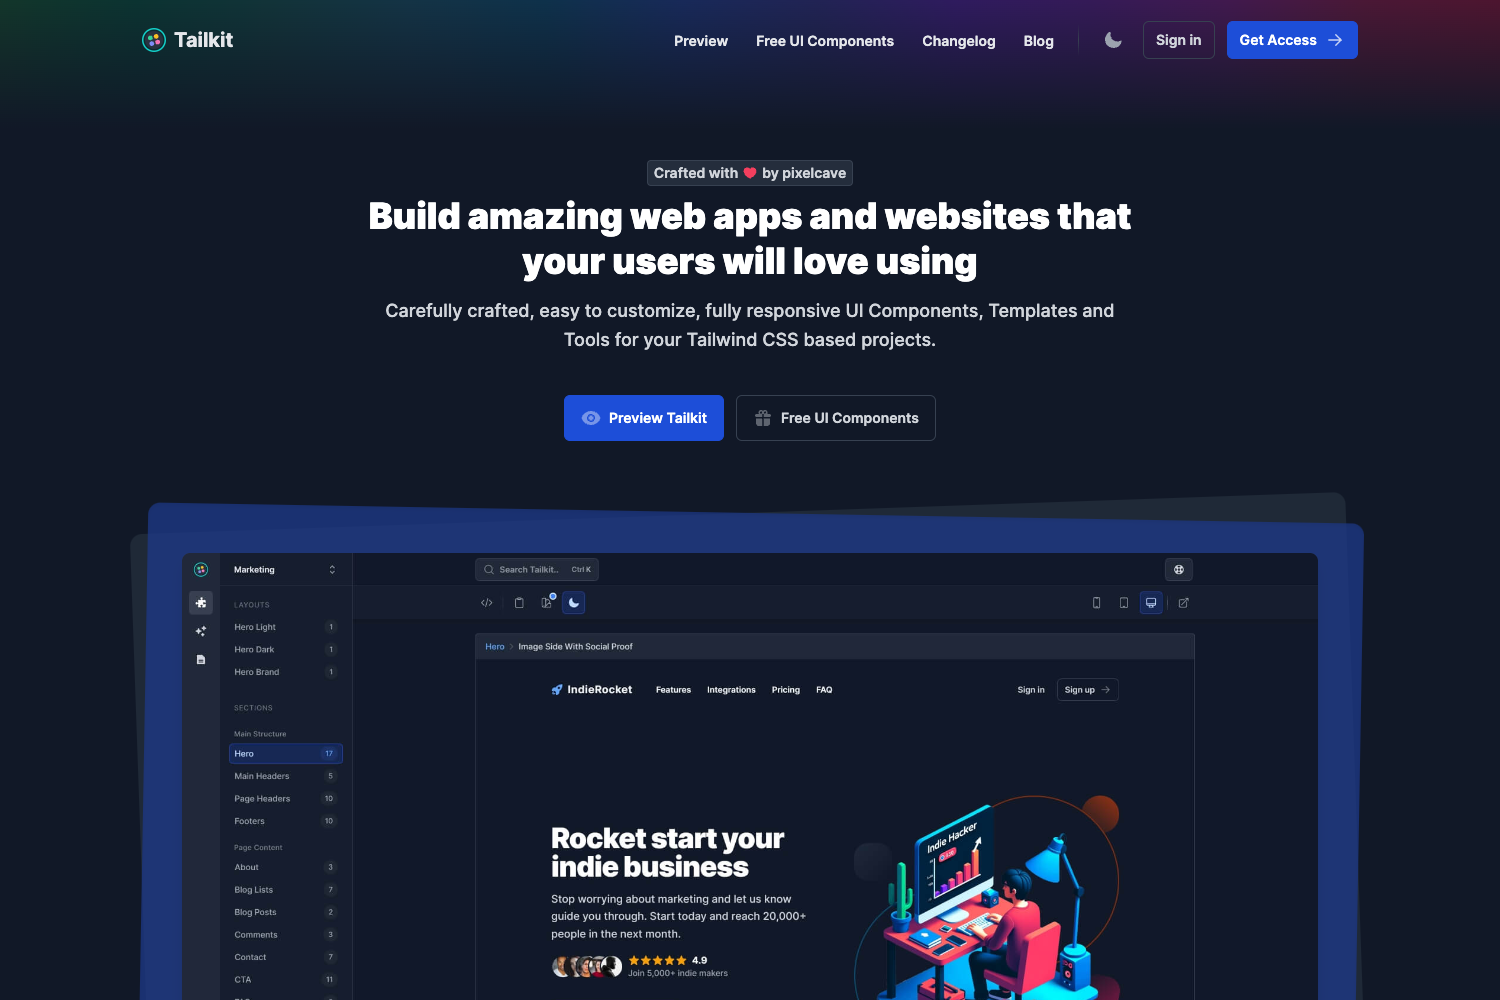 Tailkit
Preview
Free UI Components
Changelog
Blog
Sign in
Get Access
Crafted with ❤ by pixelcave
Build amazing web apps and websites that
your users will love using
Carefully crafted, easy to customize, fully responsive UI Components, Templates and
Tools for your Tailwind CSS based projects.
Preview Tailkit
Free UI Components
Marketing
Search Tailkit..
Ctrl K
LAYOUTS
Hero Light 1
Hero Dark 1
Hero Brand 1
SECTIONS
Main Structure
Hero 17
Main Headers 5
Page Headers 10
Footers 10
Page Content
About 3
Blog Lists 7
Blog Posts 2
Comments 3
Contact 7
CTA 11
Hero > Image Side With Social Proof
IndieRocket
Features
Integrations
Pricing
FAQ
Sign in
Sign up
Rocket start your
indie business
Stop worrying about marketing and let us know
guide you through. Start today and reach 20,000+
people in the next month.
4.9
Join 5,000+ indie makers
Indie Hacker